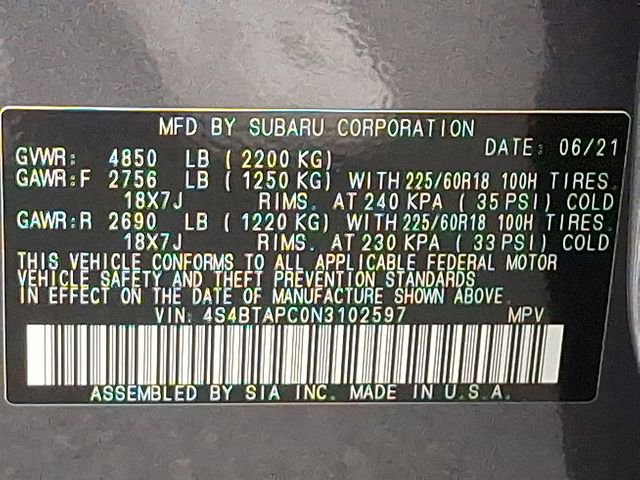 MFD BY SUBARU CORPORATION
DATE: 06/21
GVWR: 4850 LB ( 2200 KG)
GAWR:F 2756 LB ( 1250 KG) WITH 225/60R18 100H TIRES.
18X7J RIMS. AT 240 KPA ( 35 PSI) COLD
GAWR:R 2690 LB ( 1220 KG) WITH 225/60R18 100H TIRES.
18X7J RIMS. AT 230 KPA ( 33 PSI) COLD
THIS VEHICLE CONFORMS TO ALL APPLICABLE FEDERAL MOTOR
VEHICLE SAFETY AND THEFT PREVENTION STANDARDS
IN EFFECT ON THE DATE OF MANUFACTURE SHOWN ABOVE.
VIN: 4S4BTAPC0N3102597 MPV
ASSEMBLED BY SIA INC. MADE IN U.S.A.